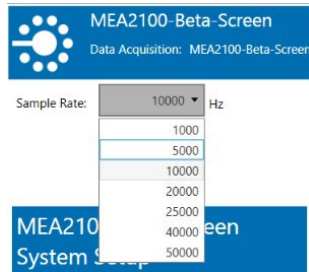 MEA2100-Beta-Screen
Data Acquisition: MEA2100-Beta-Screen
Sample Rate: 10000 Hz
1000
5000
10000
20000
25000
40000
50000
MEA210 een
System S